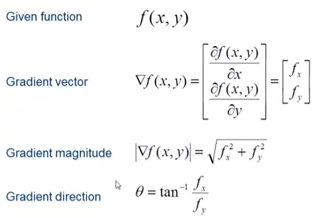 Given function f(x, y)
Gradient vector ∇f(x, y) = [∂f(x, y)/∂x ∂f(x, y)/∂y] = [f_x f_y]
Gradient magnitude |∇f(x, y)| = √(f_x² + f_y²)
Gradient direction θ = tan⁻¹ f_x/f_y